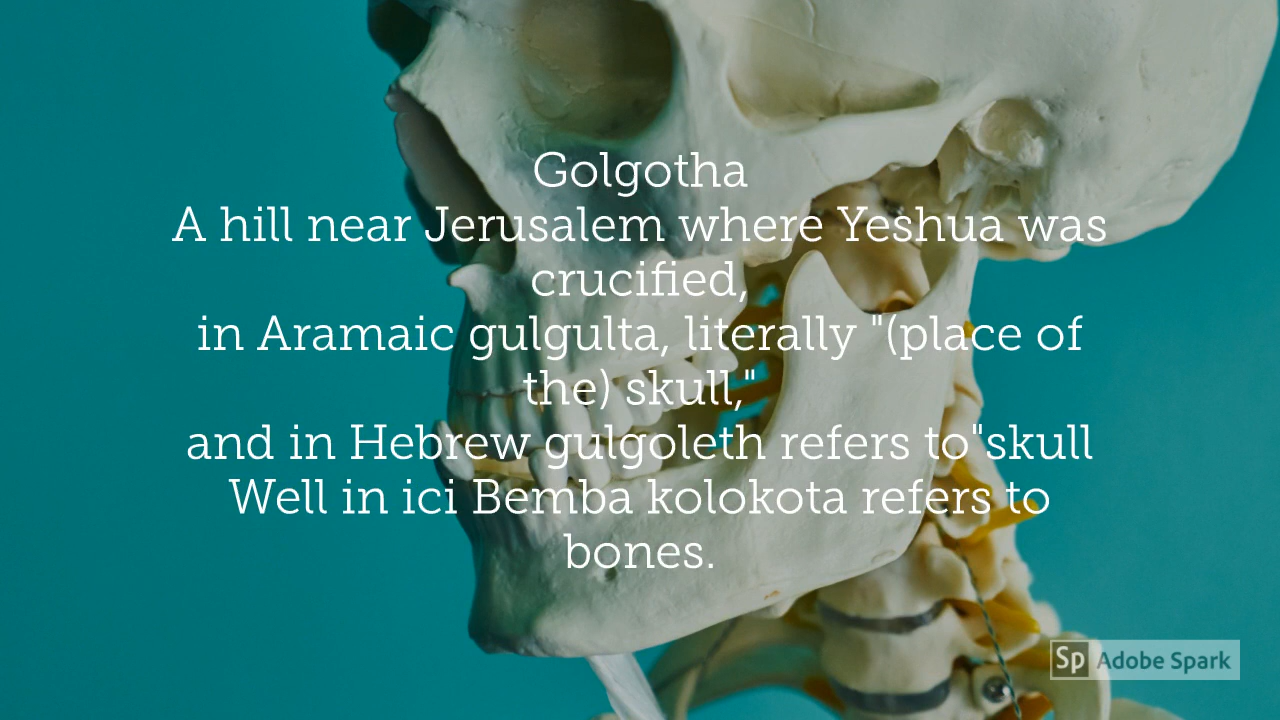 Golgotha
A hill near Jerusalem where Yeshua was
crucified,
in Aramaic gulgulta, literally "(place of
the) skull,"
and in Hebrew gulgoleth refers to"skull
Well in ici Bemba kolokota refers to
bones.
Sp Adobe Spark